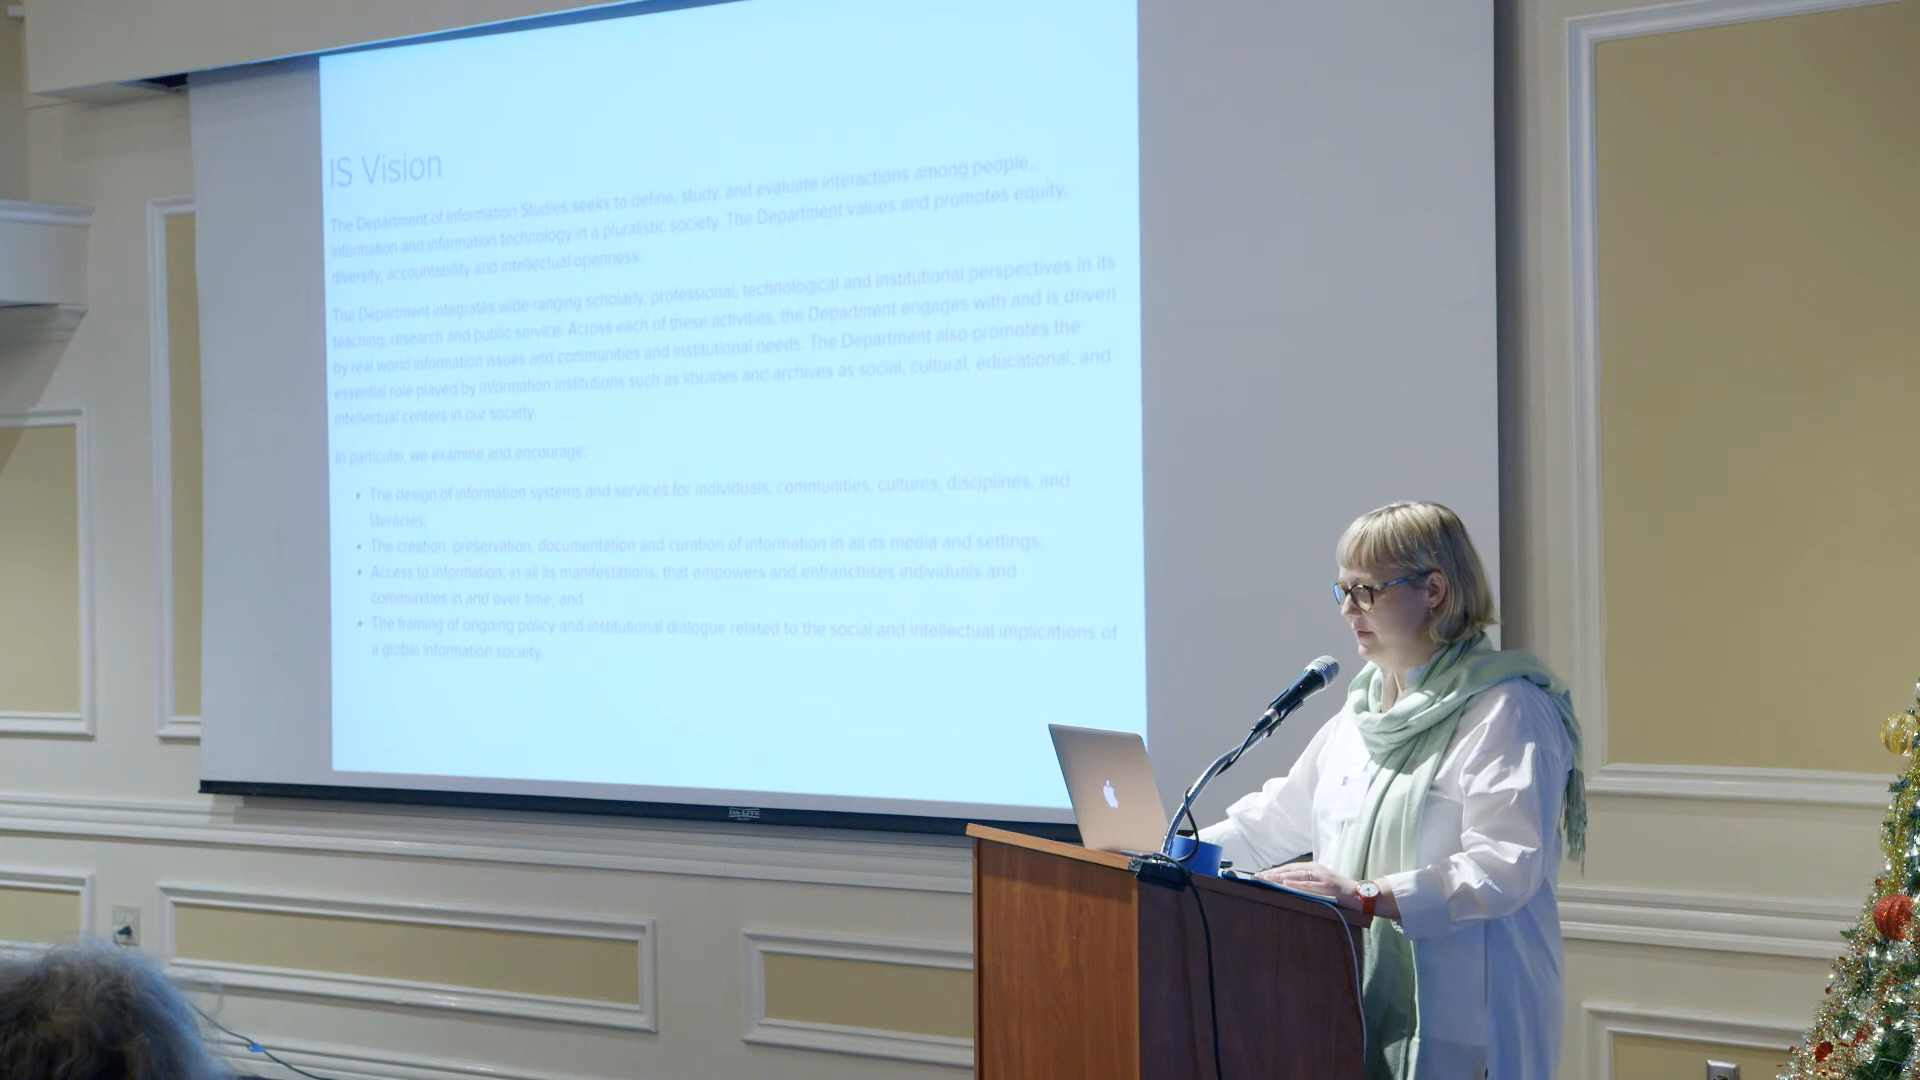 IS Vision
The Department of Information Studies seeks to define, study, and evaluate interactions among people,
information and information technology in a pluralistic society. The Department values and promotes equity,
diversity, accountability and intellectual openness.
The Department integrates wide-ranging scholarly, professional, technological and institutional perspectives in its
teaching, research and public service. Across each of these activities, the Department engages with and is driven
by real world information issues and communities and institutional needs. The Department also promotes the
essential role played by information institutions such as libraries and archives as social, cultural, educational, and
intellectual centers in our society.
In particular, we examine and encourage:
• The design of information systems and services for individuals, communities, cultures, disciplines, and
literacies;
• The creation, preservation, documentation and curation of information in all its media and settings;
• Access to information, in all its manifestations, that empowers and enfranchises individuals and
communities in and over time; and
• The framing of ongoing policy and institutional dialogue related to the social and intellectual implications of
a global information society.
DA-LITE